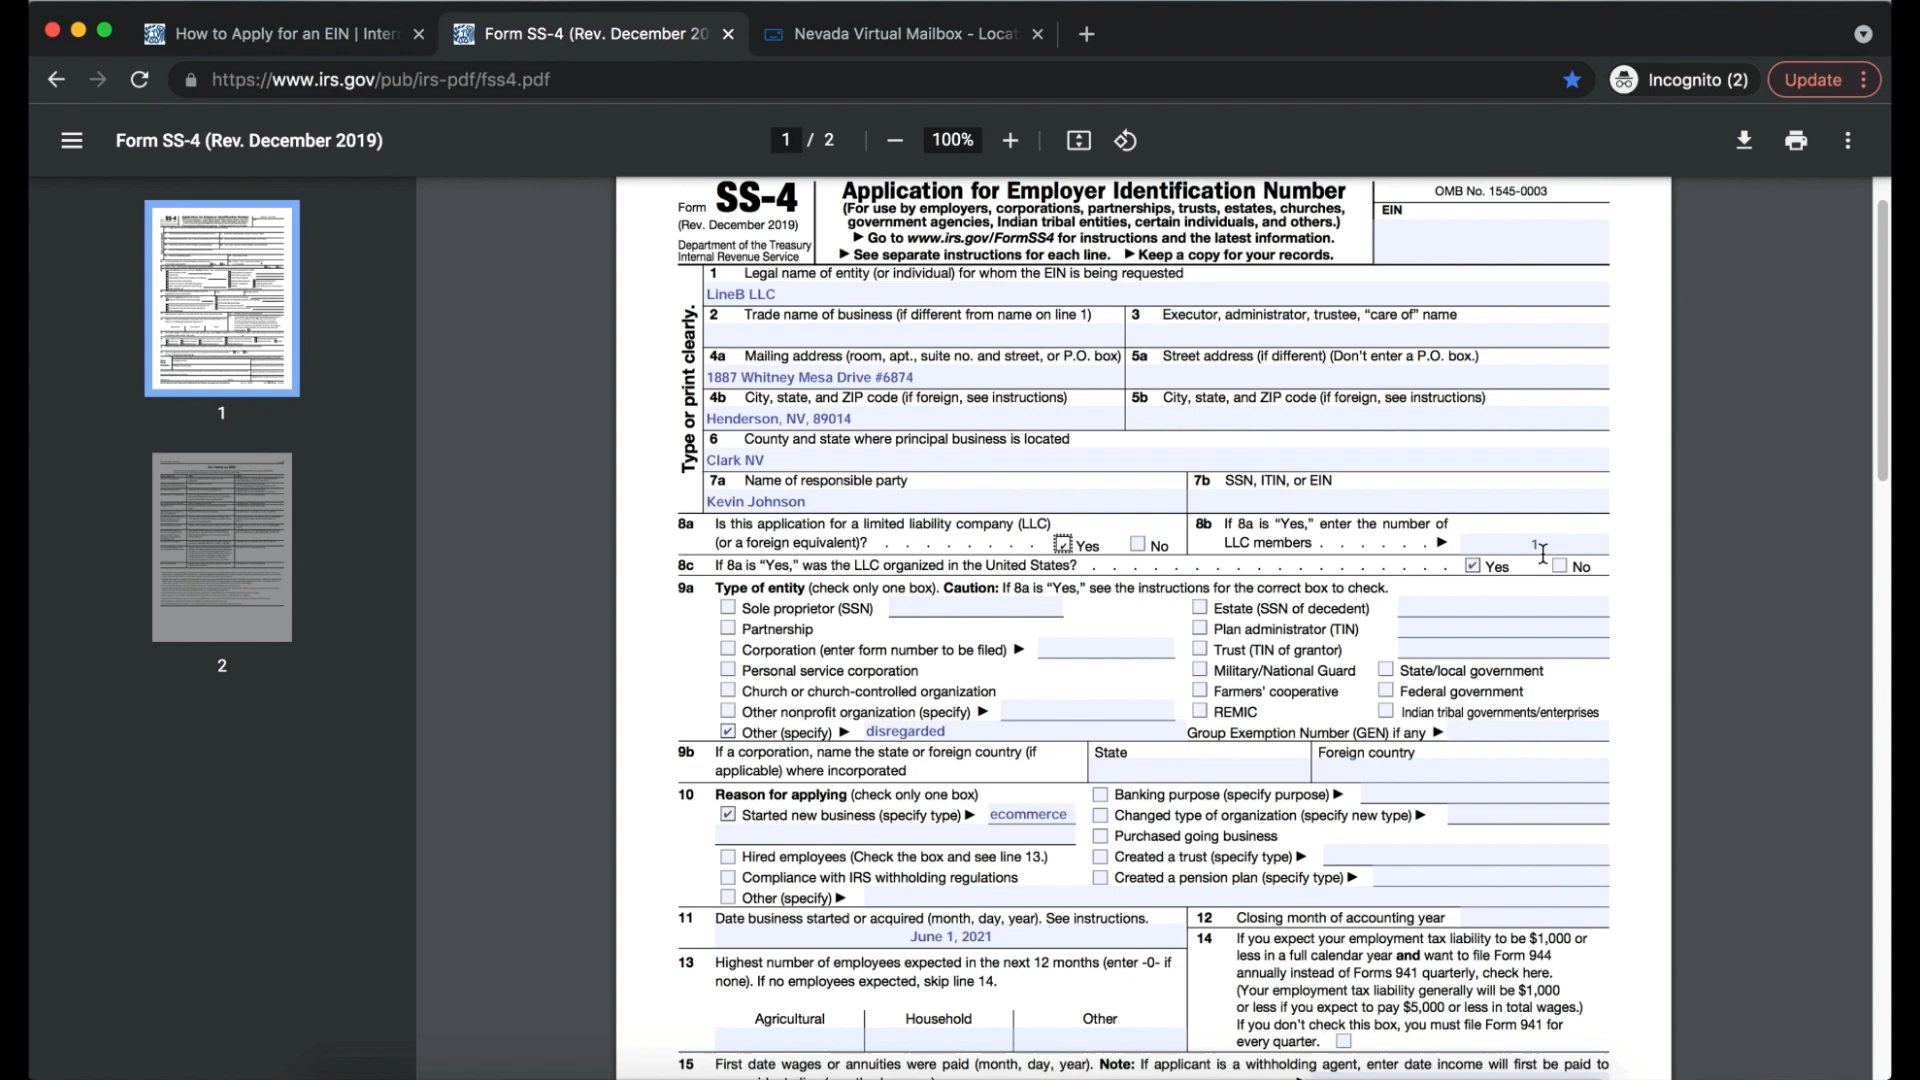 How to Apply for an EIN | Inter
Form SS-4 (Rev. December 20
Nevada Virtual Mailbox - Locat
https://www.irs.gov/pub/irs-pdf/fss4.pdf
Incognito (2)
Update
Form SS-4 (Rev. December 2019)
1 / 2
100%
1
2
Form SS-4
(Rev. December 2019)
Department of the Treasury
Internal Revenue Service
Application for Employer Identification Number
(For use by employers, corporations, partnerships, trusts, estates, churches,
government agencies, Indian tribal entities, certain individuals, and others.)
▶ Go to www.irs.gov/FormSS4 for instructions and the latest information.
▶ See separate instructions for each line. ▶ Keep a copy for your records.
OMB No. 1545-0003
EIN
Type or print clearly.
1 Legal name of entity (or individual) for whom the EIN is being requested
LineB LLC
2 Trade name of business (if different from name on line 1)
3 Executor, administrator, trustee, “care of” name
4a Mailing address (room, apt., suite no. and street, or P.O. box)
1887 Whitney Mesa Drive #6874
5a Street address (if different) (Don’t enter a P.O. box.)
4b City, state, and ZIP code (if foreign, see instructions)
Henderson, NV, 89014
5b City, state, and ZIP code (if foreign, see instructions)
6 County and state where principal business is located
Clark NV
7a Name of responsible party
Kevin Johnson
7b SSN, ITIN, or EIN
8a Is this application for a limited liability company (LLC)
(or a foreign equivalent)? . . . . . . . . Yes No
8b If 8a is “Yes,” enter the number of
LLC members . . . . . . ▶ 1
8c If 8a is “Yes,” was the LLC organized in the United States? . . . . . . . . . . . . . . . . . . Yes No
9a Type of entity (check only one box). Caution: If 8a is “Yes,” see the instructions for the correct box to check.
Sole proprietor (SSN)
Estate (SSN of decedent)
Partnership
Plan administrator (TIN)
Corporation (enter form number to be filed) ▶
Trust (TIN of grantor)
Personal service corporation
Military/National Guard
State/local government
Church or church-controlled organization
Farmers’ cooperative
Federal government
Other nonprofit organization (specify) ▶
REMIC
Indian tribal governments/enterprises
Other (specify) ▶ disregarded
Group Exemption Number (GEN) if any ▶
9b If a corporation, name the state or foreign country (if
applicable) where incorporated
State
Foreign country
10 Reason for applying (check only one box)
Started new business (specify type) ▶ ecommerce
Hired employees (Check the box and see line 13.)
Compliance with IRS withholding regulations
Other (specify) ▶
Banking purpose (specify purpose) ▶
Changed type of organization (specify new type) ▶
Purchased going business
Created a trust (specify type) ▶
Created a pension plan (specify type) ▶
11 Date business started or acquired (month, day, year). See instructions.
June 1, 2021
12 Closing month of accounting year
13 Highest number of employees expected in the next 12 months (enter -0- if
none). If no employees expected, skip line 14.
Agricultural Household Other
14 If you expect your employment tax liability to be $1,000 or
less in a full calendar year and want to file Form 944
annually instead of Forms 941 quarterly, check here.
(Your employment tax liability generally will be $1,000
or less if you expect to pay $5,000 or less in total wages.)
If you don’t check this box, you must file Form 941 for
every quarter.
15 First date wages or annuities were paid (month, day, year). Note: If applicant is a withholding agent, enter date income will first be paid to